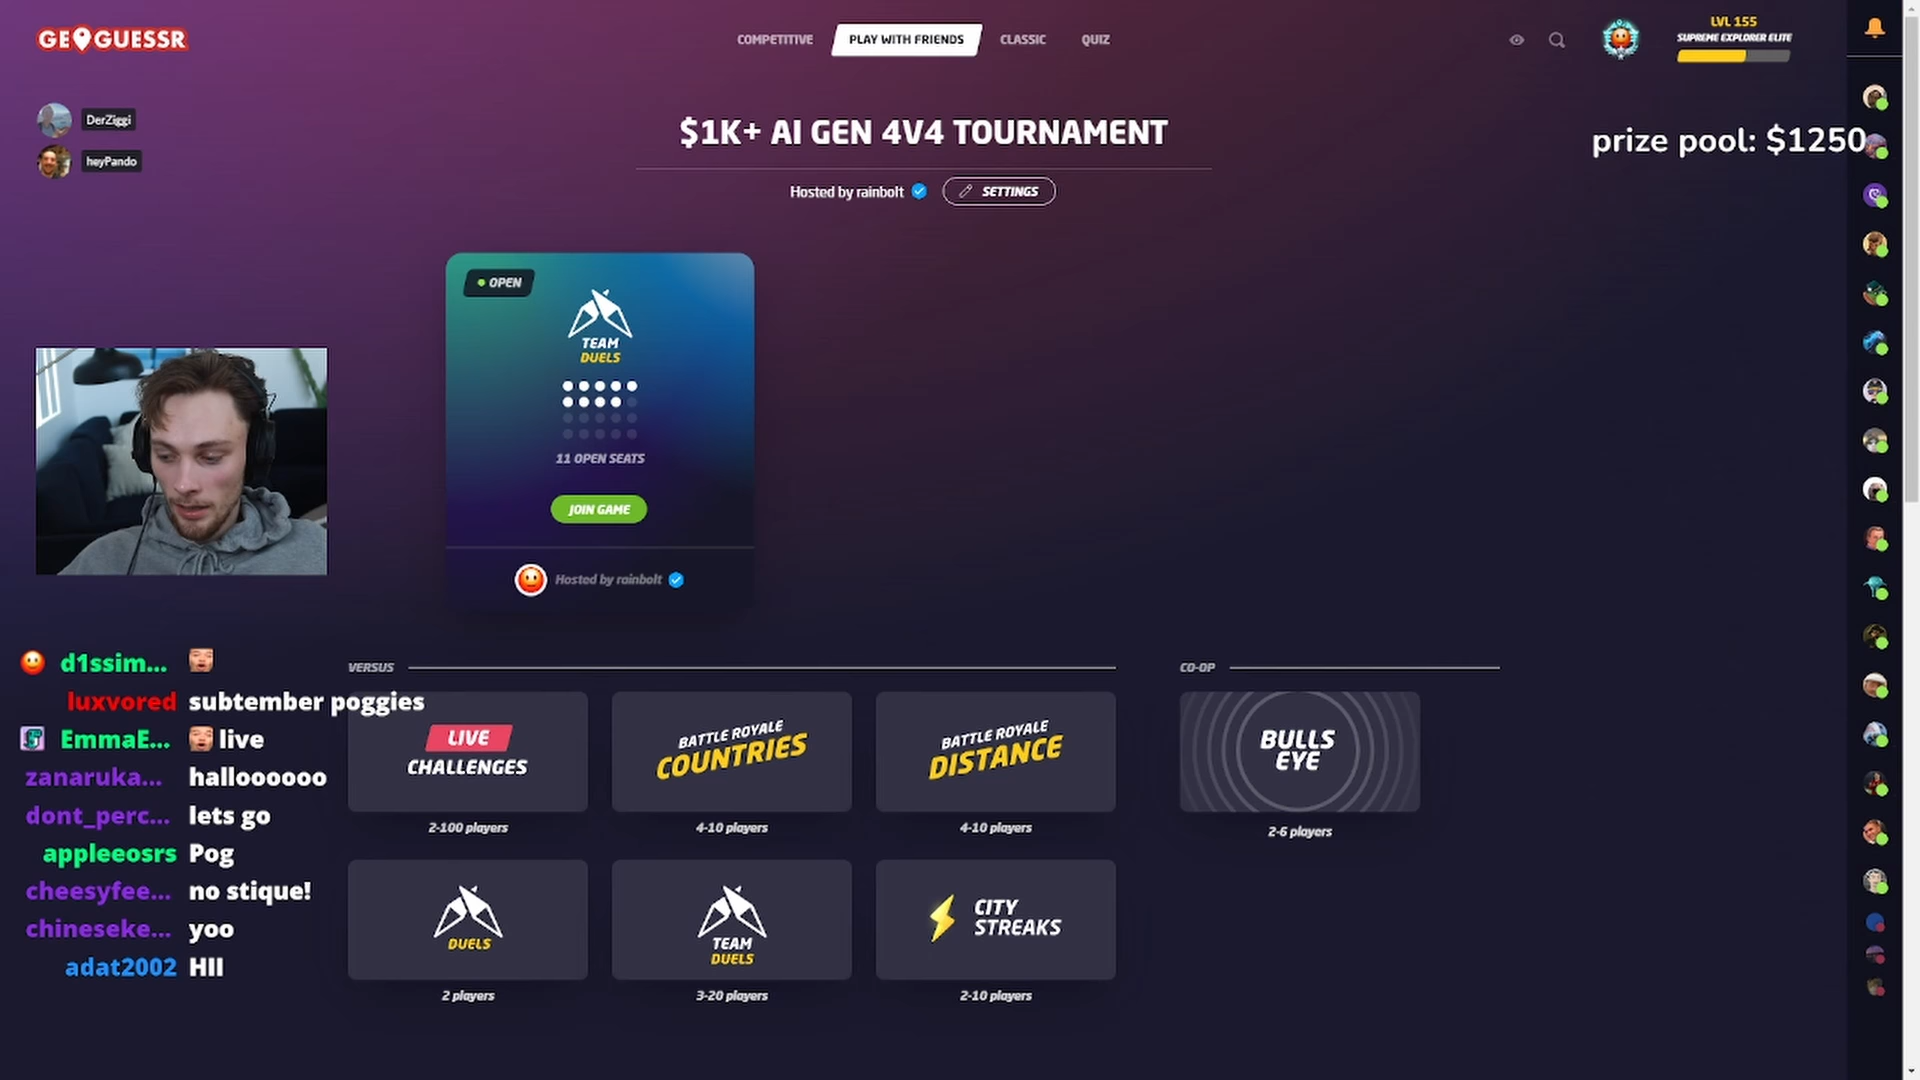 GEOGUESSR
COMPETITIVE
PLAY WITH FRIENDS
CLASSIC
QUIZ
LVL 155
SUPREME EXPLORER ELITE
DerZiggi
heyPando
$1K+ AI GEN 4V4 TOURNAMENT
prize pool: $1250
Hosted by rainbolt
SETTINGS
OPEN
TEAM
DUELS
11 OPEN SEATS
JOIN GAME
Hosted by rainbolt
d1ssim...
luxvored subtember poggies
EmmaE... live
zanaruka... halloooooo
dont_perc... lets go
appleeosrs Pog
cheesyfee... no stique!
chineseke... yoo
adat2002 HII
VERSUS
CO-OP
LIVE
CHALLENGES
2-100 players
BATTLE ROYALE
COUNTRIES
4-10 players
BATTLE ROYALE
DISTANCE
4-10 players
BULLS
EYE
2-6 players
DUELS
2 players
TEAM
DUELS
3-20 players
CITY
STREAKS
2-10 players